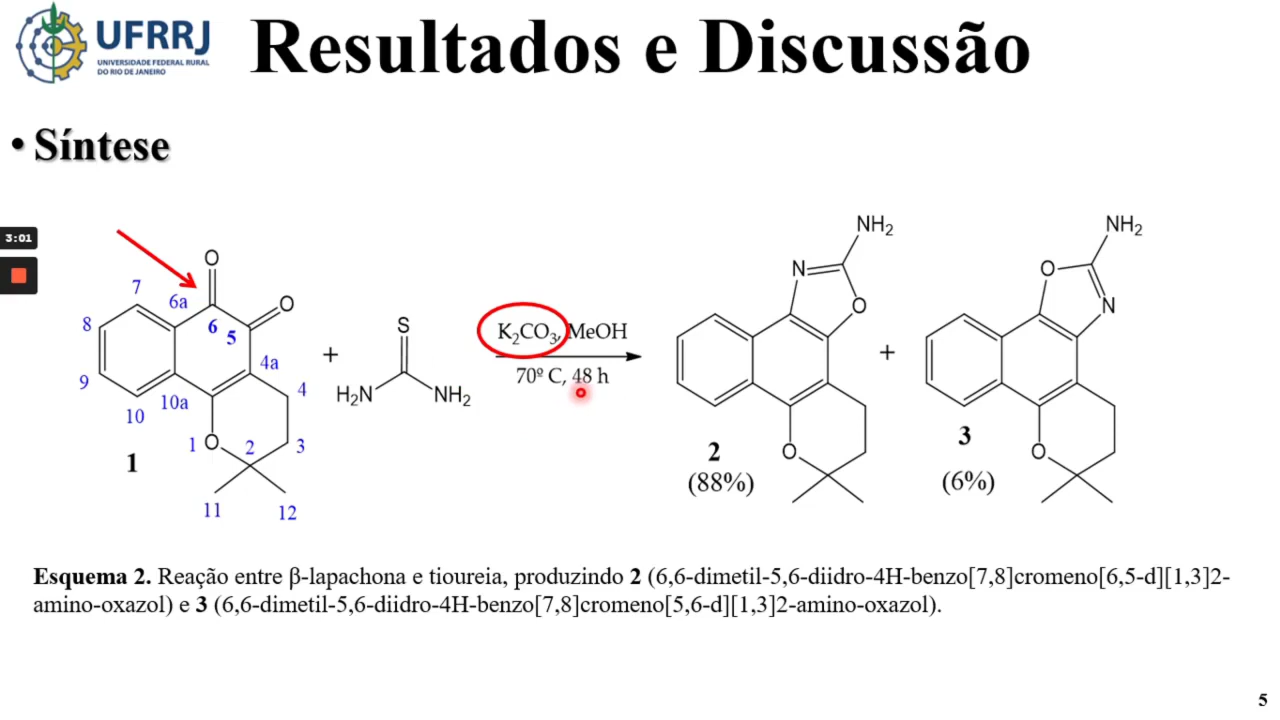 UFRRJ
UNIVERSIDADE FEDERAL RURAL
DO RIO DE JANEIRO
Resultados e Discussão
• Síntese
3:01
O
O
7
6a
8
6
5
9
4a
10
10a
4
O
1
2
3
11
12
1
+
S
H₂N
NH₂
K₂CO₃, MeOH
70º C, 48 h
NH₂
N
O
O
2
(88%)
+
NH₂
O
N
O
3
(6%)
Esquema 2. Reação entre β-lapachona e tioureia, produzindo 2 (6,6-dimetil-5,6-diidro-4H-benzo[7,8]cromeno[6,5-d][1,3]2-
amino-oxazol) e 3 (6,6-dimetil-5,6-diidro-4H-benzo[7,8]cromeno[5,6-d][1,3]2-amino-oxazol).
5